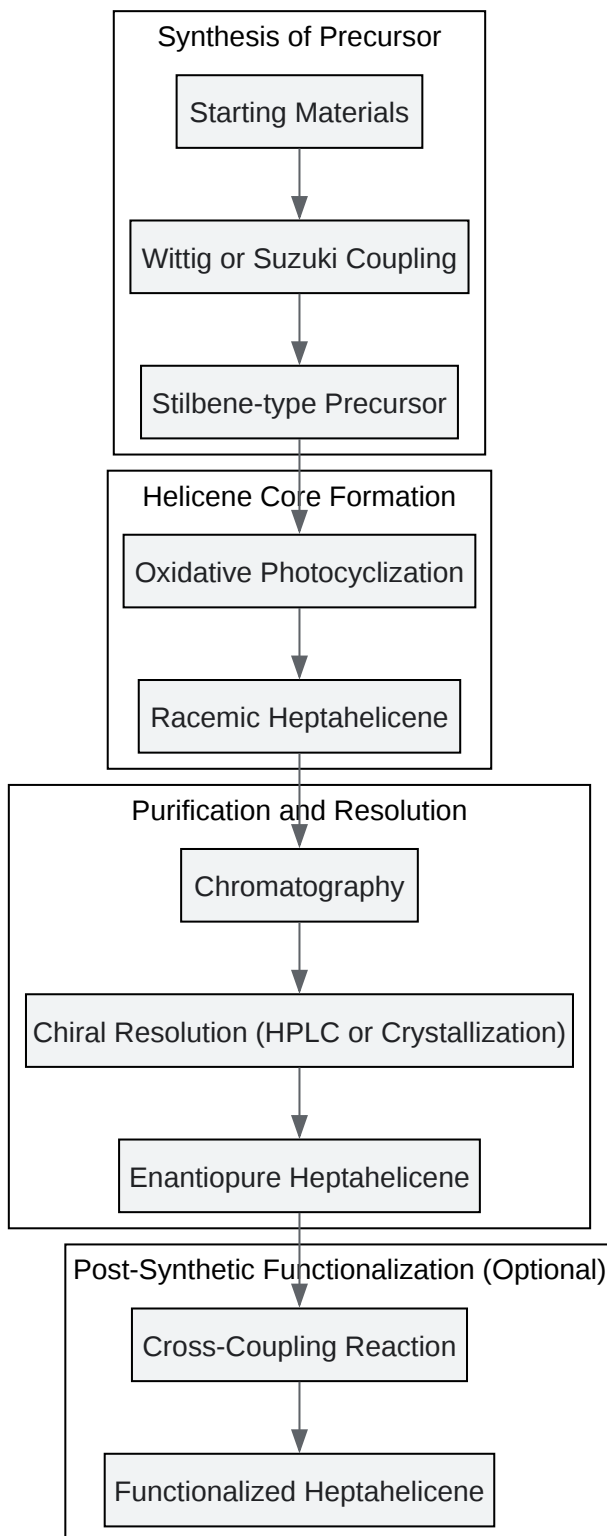 Synthesis of Precursor
Starting Materials
Wittig or Suzuki Coupling
Stilbene-type Precursor
Helicene Core Formation
Oxidative Photocyclization
Racemic Heptahelicene
Purification and Resolution
Chromatography
Chiral Resolution (HPLC or Crystallization)
Enantiopure Heptahelicene
Post-Synthetic Functionalization (Optional)
Cross-Coupling Reaction
Functionalized Heptahelicene